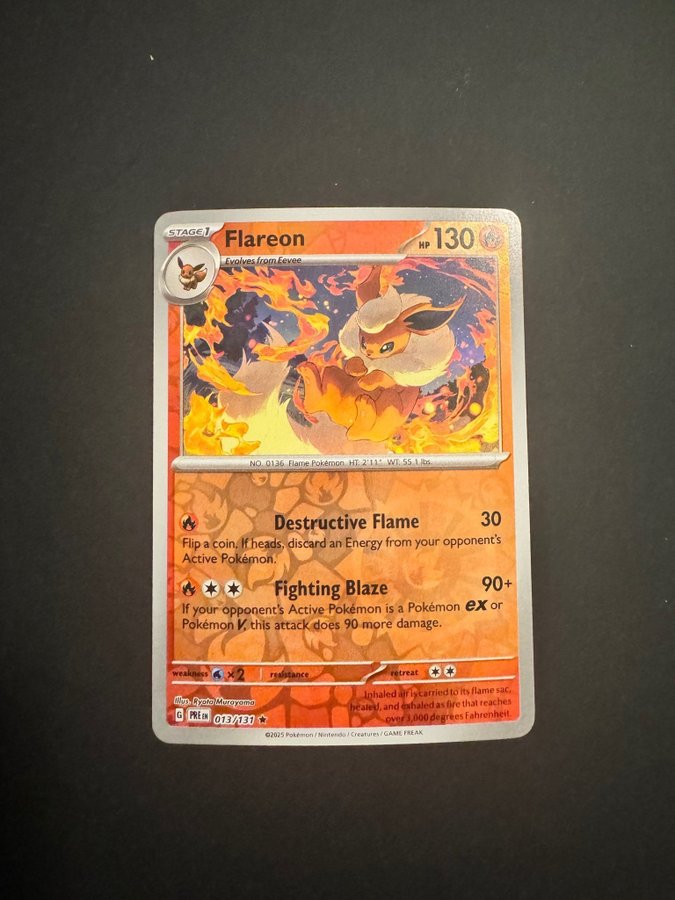 STAGE 1
Flareon
HP 130
Evolves from Eevee
NO. 0136 Flame Pokémon HT: 2'11" WT: 55.1 lbs.
Destructive Flame 30
Flip a coin. If heads, discard an Energy from your opponent's
Active Pokémon.
Fighting Blaze 90+
If your opponent's Active Pokémon is a Pokémon ex or
Pokémon V, this attack does 90 more damage.
weakness ×2 resistance retreat
Illus. Ryota Murayama
G PRE EN 013/131 ★
Inhaled air is carried to its flame sac,
heated, and exhaled as fire that reaches
over 3,000 degrees Fahrenheit.
©2025 Pokémon / Nintendo / Creatures / GAME FREAK